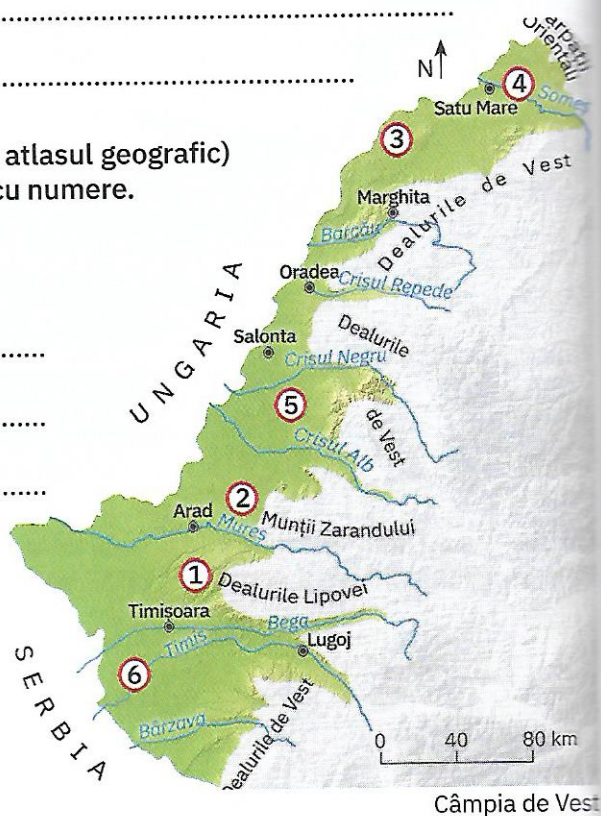 atlasul geografic)
cu numere.
arpații
Orientali
N
4
Someș
Satu Mare
3
Dealurile de Vest
Marghita
Barcău
Oradea
Crișul Repede
UNGARIA
Salonta
Dealurile
de Vest
Crișul Negru
5
Crișul Alb
2
Arad
Mureș
Munții Zarandului
1
Dealurile Lipovei
Timișoara
Bega
Timiș
Lugoj
6
SERBIA
Bârzava
Dealurile de Vest
0 40 80 km
Câmpia de Vest